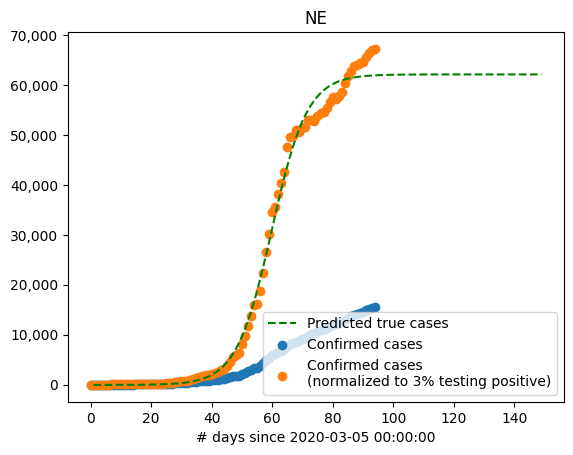 NE
70,000
60,000
50,000
40,000
30,000
20,000
10,000
0
Predicted true cases
Confirmed cases
Confirmed cases
(normalized to 3% testing positive)
0 20 40 60 80 100 120 140
# days since 2020-03-05 00:00:00